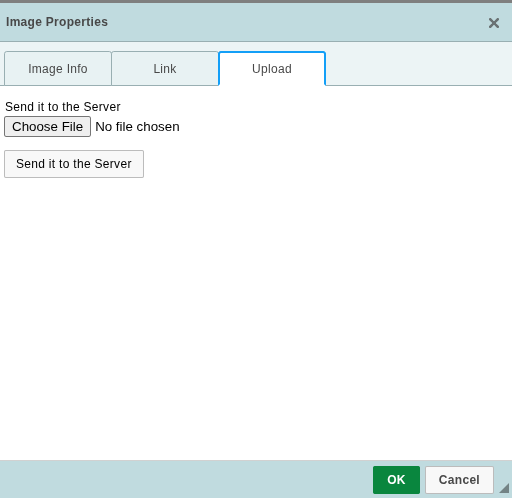 Image Properties
Image Info Link Upload
Send it to the Server
Choose File No file chosen
Send it to the Server
OK Cancel